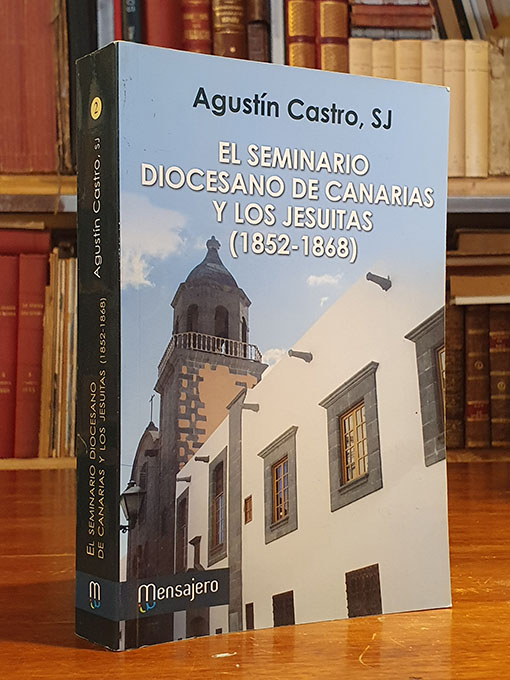 Agustín Castro, SJ
EL SEMINARIO
DIOCESANO DE CANARIAS
Y LOS JESUITAS
(1852-1868)
Mensajero
2
Agustín Castro, SJ
EL SEMINARIO DIOCESANO
DE CANARIAS Y LOS JESUITAS (1852-1868)
m